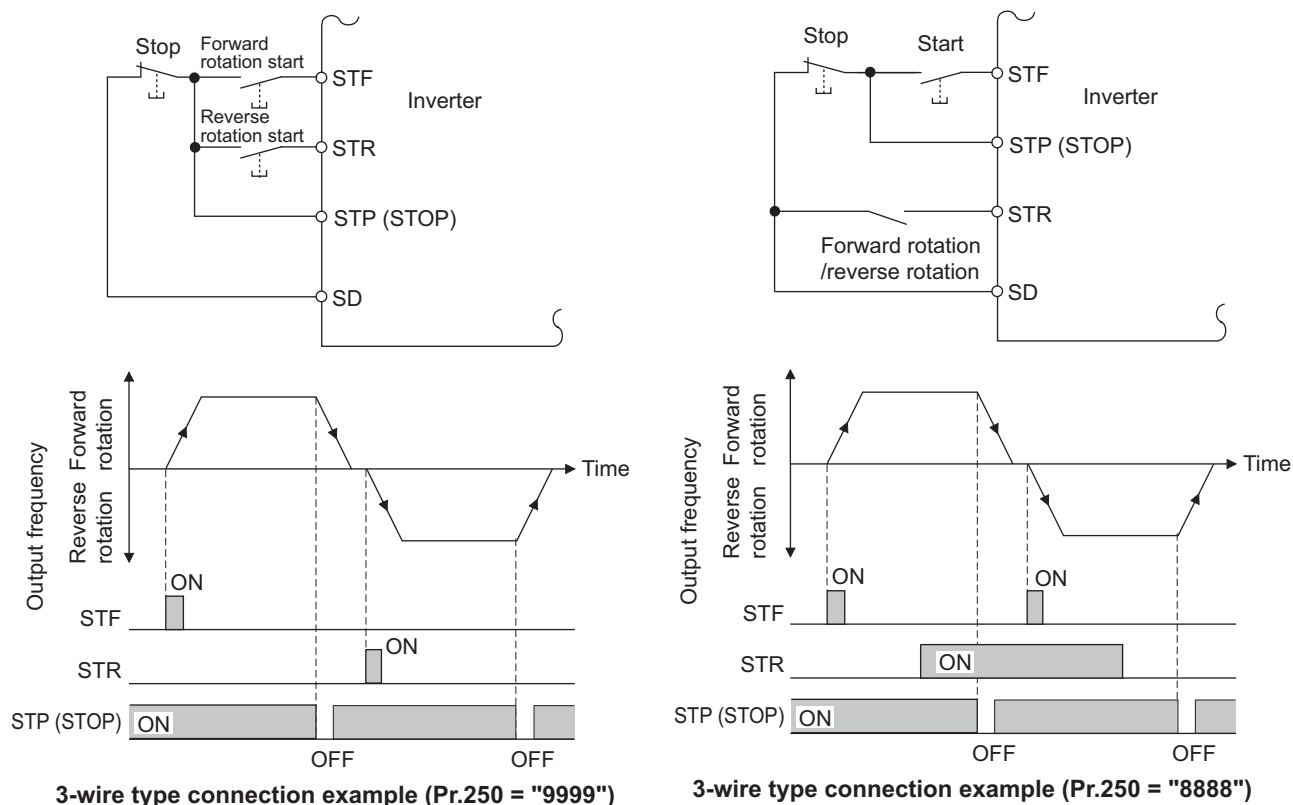 Stop
Forward
rotation start
STF
Inverter
Reverse
rotation start
STR
STP (STOP)
SD
Output frequency
Reverse Forward
rotation rotation
Time
ON
STF
ON
STR
STP (STOP)
ON
OFF
OFF
3-wire type connection example (Pr.250 = "9999")
Stop
Start
STF
Inverter
STP (STOP)
STR
Forward rotation
/reverse rotation
SD
Output frequency
Reverse Forward
rotation rotation
Time
ON
ON
STF
STR
ON
STP (STOP)
ON
OFF
OFF
3-wire type connection example (Pr.250 = "8888")